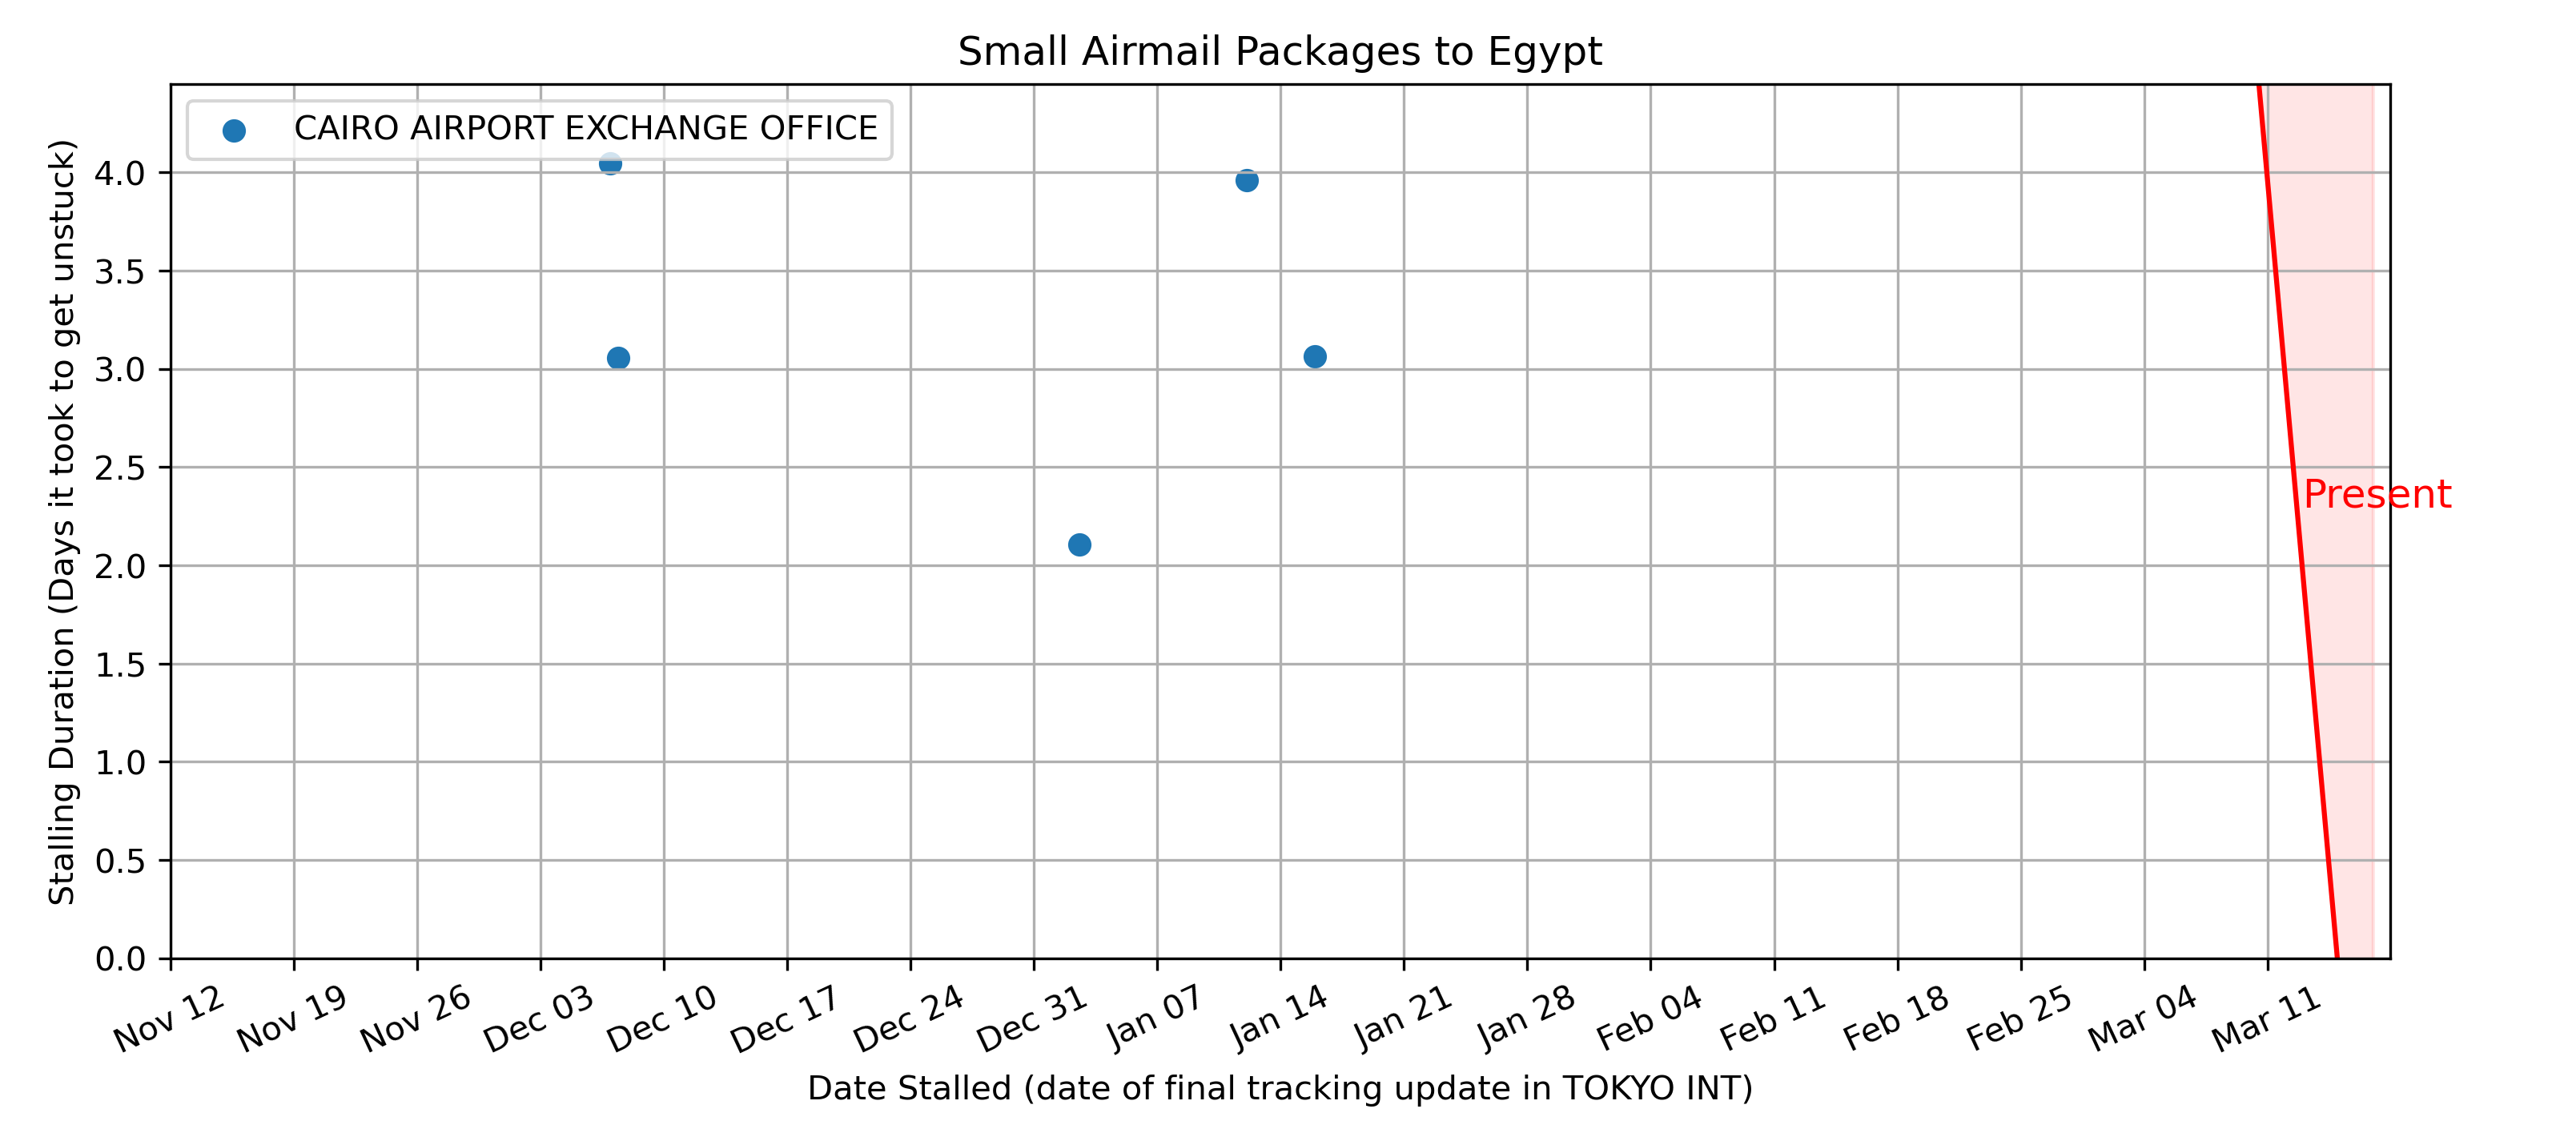 Small Airmail Packages to Egypt
CAIRO AIRPORT EXCHANGE OFFICE
Stalling Duration (Days it took to get unstuck)
4.0
3.5
3.0
2.5
2.0
1.5
1.0
0.5
0.0
Present
Nov 12
Nov 19
Nov 26
Dec 03
Dec 10
Dec 17
Dec 24
Dec 31
Jan 07
Jan 14
Jan 21
Jan 28
Feb 04
Feb 11
Feb 18
Feb 25
Mar 04
Mar 11
Date Stalled (date of final tracking update in TOKYO INT)